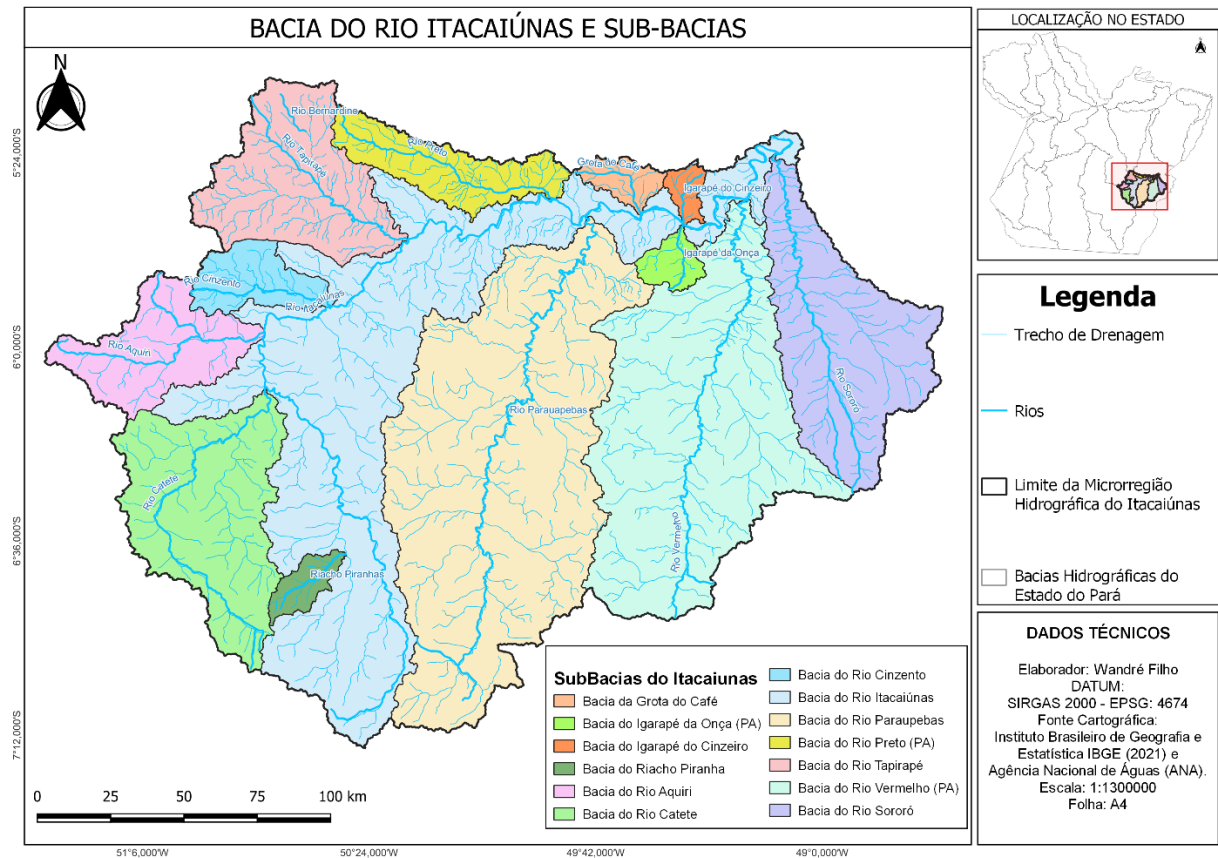 BACIA DO RIO ITACAIÚNAS E SUB-BACIAS
N
5°24,000'S
6°0,000'S
6°36,000'S
7°12,000'S
51°6,000'W
50°24,000'W
49°42,000'W
49°0,000'W
Rio Bernardine
Rio Tapirapé
Rio Preto
Grota do Café
Igarapé do Cinzeiro
Igarapé da Onça
Rio Cinzento
Rio Itacaiúnas
Rio Aquiri
Rio Parauapebas
Rio Sororó
Rio Catete
Rio Vermelho
Riacho Piranhas
0 25 50 75 100 km
SubBacias do Itacaiunas
Bacia da Grota do Café
Bacia do Igarapé da Onça (PA)
Bacia do Igarapé do Cinzeiro
Bacia do Riacho Piranha
Bacia do Rio Aquiri
Bacia do Rio Catete
Bacia do Rio Cinzento
Bacia do Rio Itacaiúnas
Bacia do Rio Paraupebas
Bacia do Rio Preto (PA)
Bacia do Rio Tapirapé
Bacia do Rio Vermelho (PA)
Bacia do Rio Sororó
LOCALIZAÇÃO NO ESTADO
Legenda
Trecho de Drenagem
Rios
Limite da Microrregião
Hidrográfica do Itacaiúnas
Bacias Hidrográficas do
Estado do Pará
DADOS TÉCNICOS
Elaborador: Wandré Filho
DATUM:
SIRGAS 2000 - EPSG: 4674
Fonte Cartográfica:
Instituto Brasileiro de Geografia e
Estatística IBGE (2021) e
Agência Nacional de Águas (ANA).
Escala: 1:1300000
Folha: A4